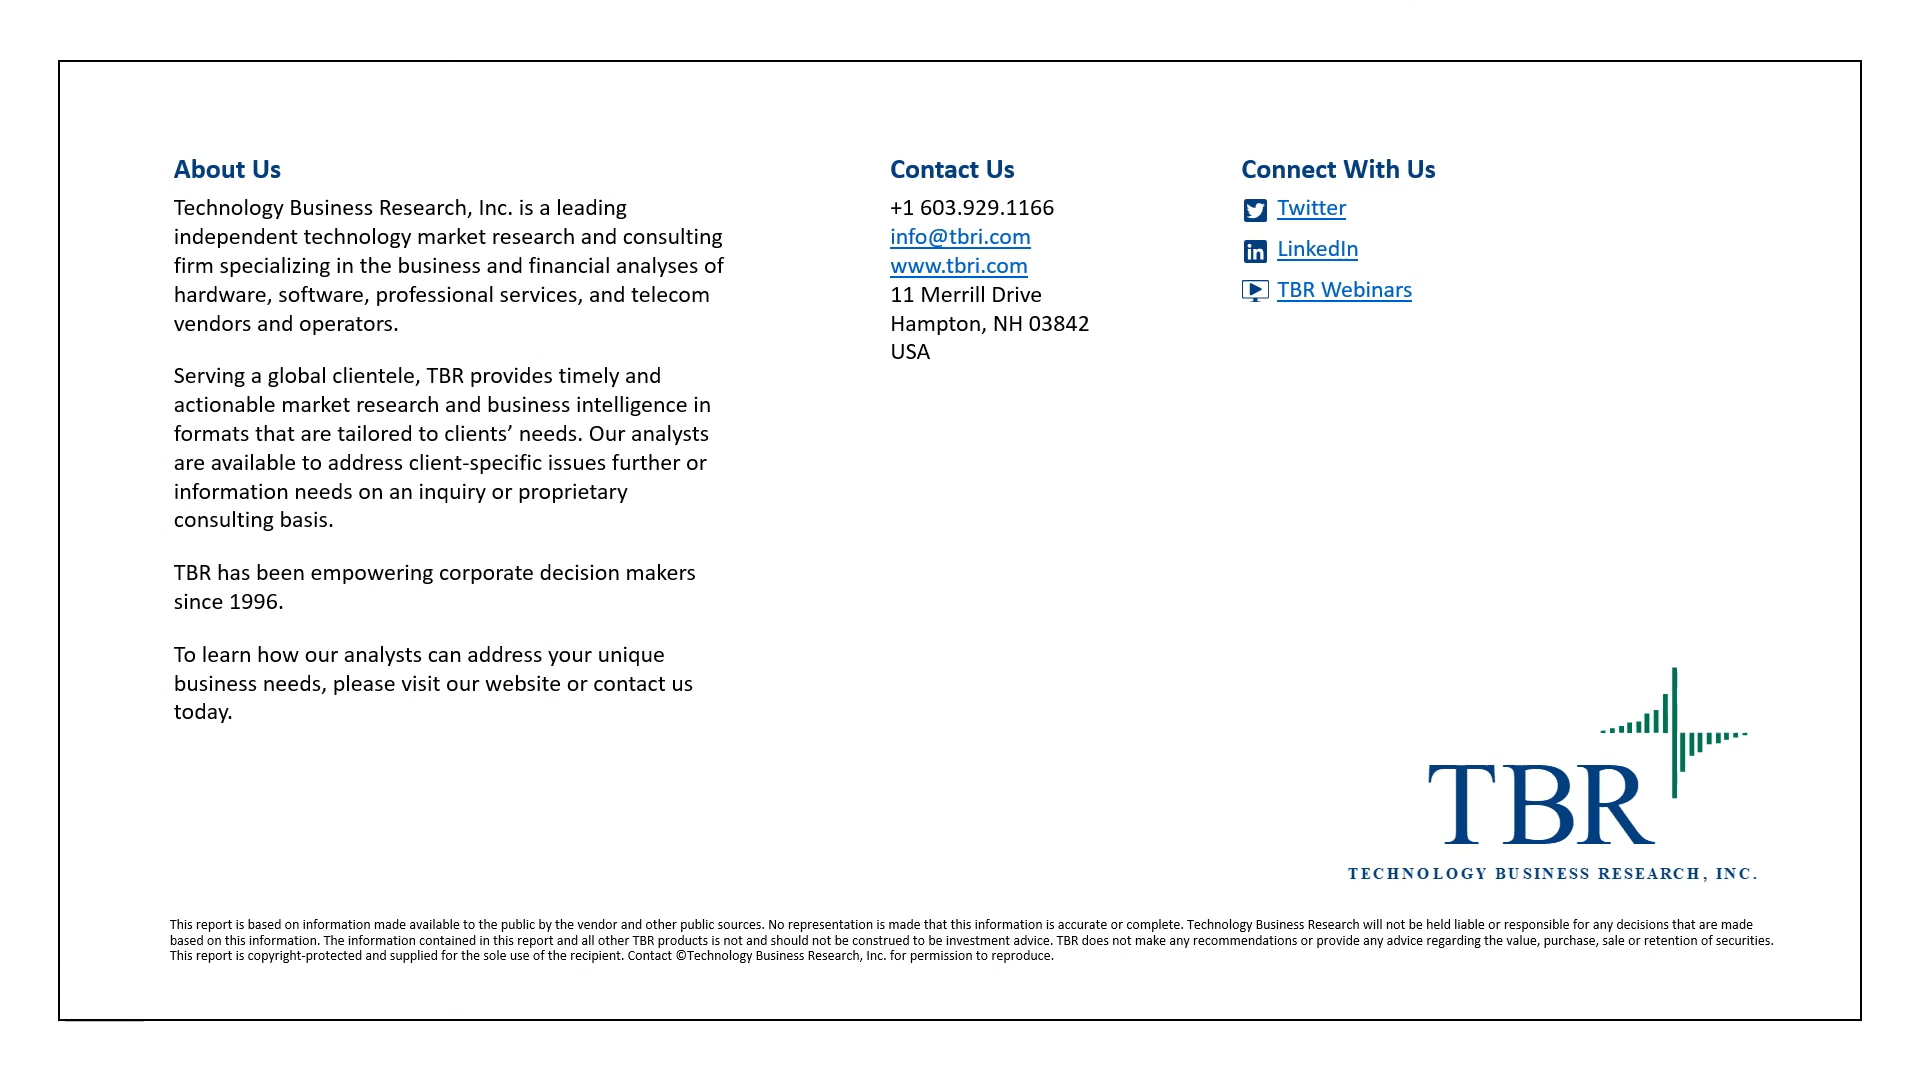 About Us
Technology Business Research, Inc. is a leading
independent technology market research and consulting
firm specializing in the business and financial analyses of
hardware, software, professional services, and telecom
vendors and operators.
Serving a global clientele, TBR provides timely and
actionable market research and business intelligence in
formats that are tailored to clients’ needs. Our analysts
are available to address client-specific issues further or
information needs on an inquiry or proprietary
consulting basis.
TBR has been empowering corporate decision makers
since 1996.
To learn how our analysts can address your unique
business needs, please visit our website or contact us
today.
Contact Us
+1 603.929.1166
info@tbri.com
www.tbri.com
11 Merrill Drive
Hampton, NH 03842
USA
Connect With Us
Twitter
in LinkedIn
TBR Webinars
TBR
TECHNOLOGY BUSINESS RESEARCH, INC.
This report is based on information made available to the public by the vendor and other public sources. No representation is made that this information is accurate or complete. Technology Business Research will not be held liable or responsible for any decisions that are made
based on this information. The information contained in this report and all other TBR products is not and should not be construed to be investment advice. TBR does not make any recommendations or provide any advice regarding the value, purchase, sale or retention of securities.
This report is copyright-protected and supplied for the sole use of the recipient. Contact ©Technology Business Research, Inc. for permission to reproduce.